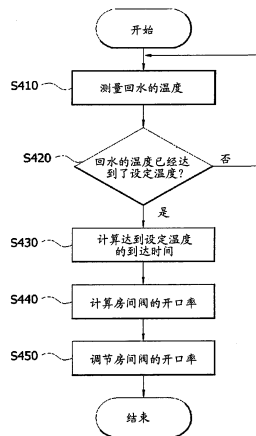 开始
S410
测量回水的温度
S420
回水的温度已经达
到了设定温度?
否
是
S430
计算达到设定温度
的到达时间
S440
计算房间阀的开口率
S450
调节房间阀的开口率
结束